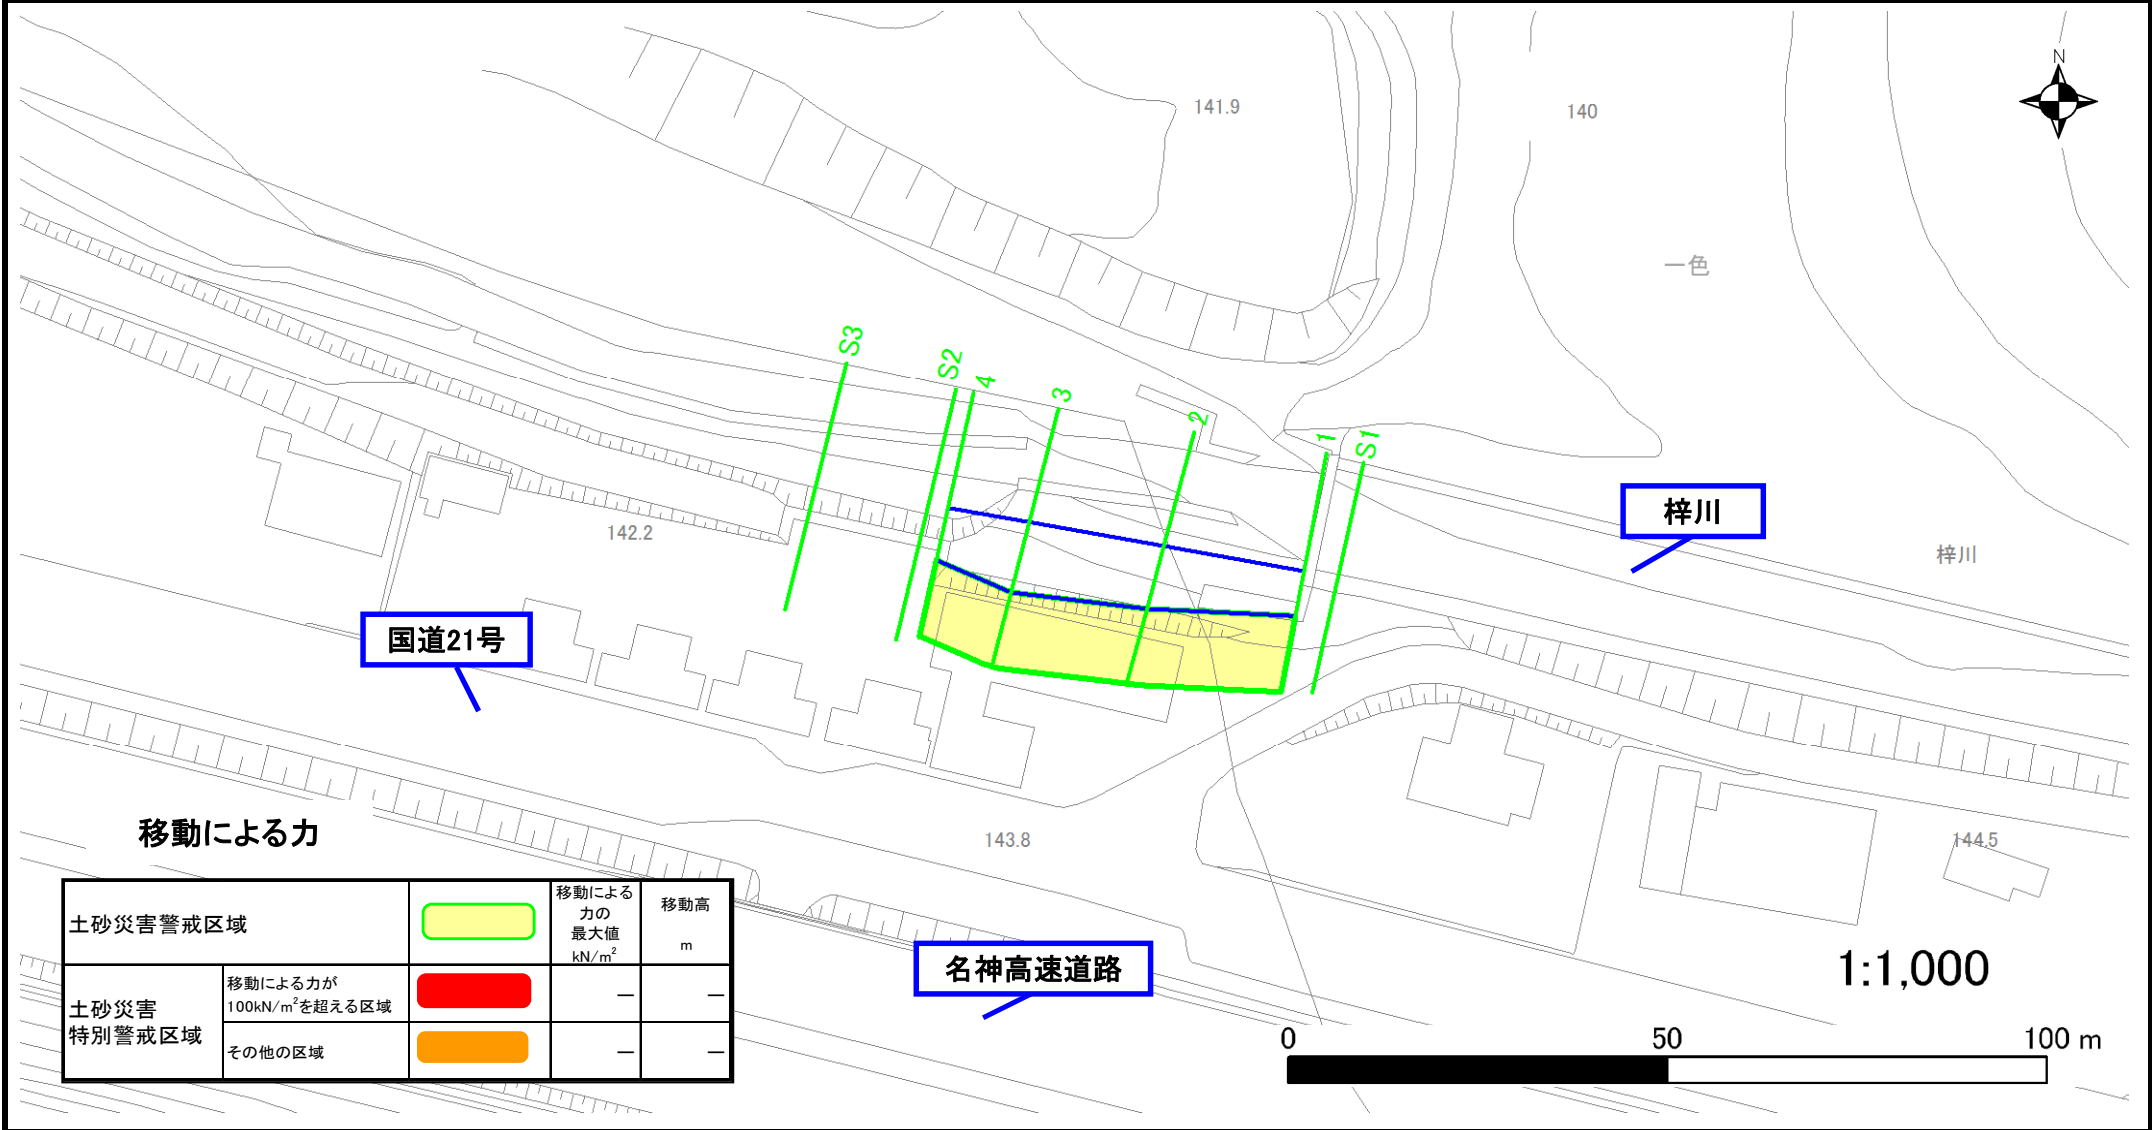 N
141.9
140
一色
S3
S2
4
3
2
1
S1
梓川
梓川
142.2
国道21号
143.8
144.5
移動による力
土砂災害警戒区域
移動による
力の
最大値
kN/m²
移動高
m
土砂災害
特別警戒区域
移動による力が
100kN/m²を超える区域
—
—
その他の区域
—
—
名神高速道路
1:1,000
0 50 100 m